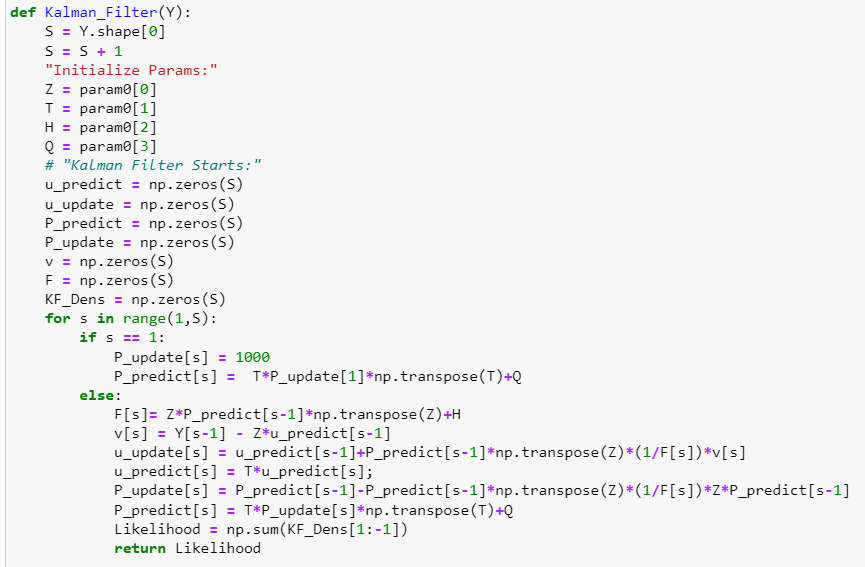 def Kalman_Filter(Y):
    S = Y.shape[0]
    S = S + 1
    "Initialize Params:"
    Z = param0[0]
    T = param0[1]
    H = param0[2]
    Q = param0[3]
    # "Kalman Filter Starts:"
    u_predict = np.zeros(S)
    u_update = np.zeros(S)
    P_predict = np.zeros(S)
    P_update = np.zeros(S)
    v = np.zeros(S)
    F = np.zeros(S)
    KF_Dens = np.zeros(S)
    for s in range(1,S):
        if s == 1:
            P_update[s] = 1000
            P_predict[s] =  T*P_update[1]*np.transpose(T)+Q
        else:
            F[s]= Z*P_predict[s-1]*np.transpose(Z)+H
            v[s] = Y[s-1] - Z*u_predict[s-1]
            u_update[s] = u_predict[s-1]+P_predict[s-1]*np.transpose(Z)*(1/F[s])*v[s]
            u_predict[s] = T*u_predict[s];
            P_update[s] = P_predict[s-1]-P_predict[s-1]*np.transpose(Z)*(1/F[s])*Z*P_predict[s-1]
            P_predict[s] = T*P_update[s]*np.transpose(T)+Q
            Likelihood = np.sum(KF_Dens[1:-1])
            return Likelihood